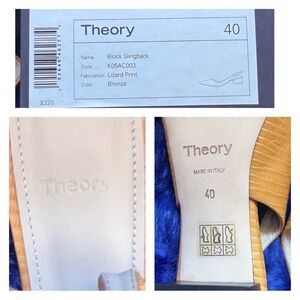 Theory 40
Name Block Slingback
Style K05AC003
Fabrication Lizard Print
Color Bronze
$320
Theory
Theory
MADE IN ITALY
40